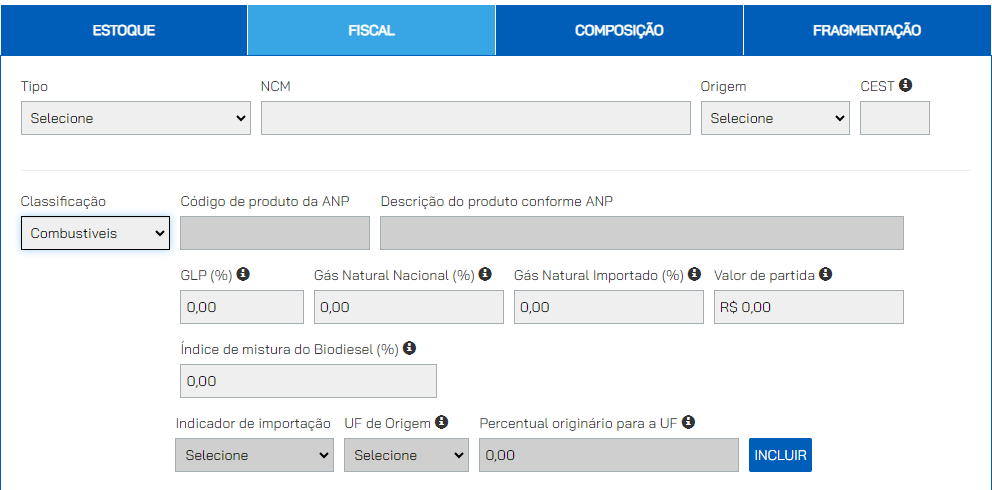 ESTOQUE FISCAL COMPOSIÇÃO FRAGMENTAÇÃO
Tipo NCM Origem CEST
Selecione Selecione
Classificação Código de produto da ANP Descrição do produto conforme ANP
Combustiveis
GLP (%) Gás Natural Nacional (%) Gás Natural Importado (%) Valor de partida
0,00 0,00 0,00 R$ 0,00
Índice de mistura do Biodiesel (%)
0,00
Indicador de importação UF de Origem Percentual originário para a UF
Selecione Selecione 0,00 INCLUIR